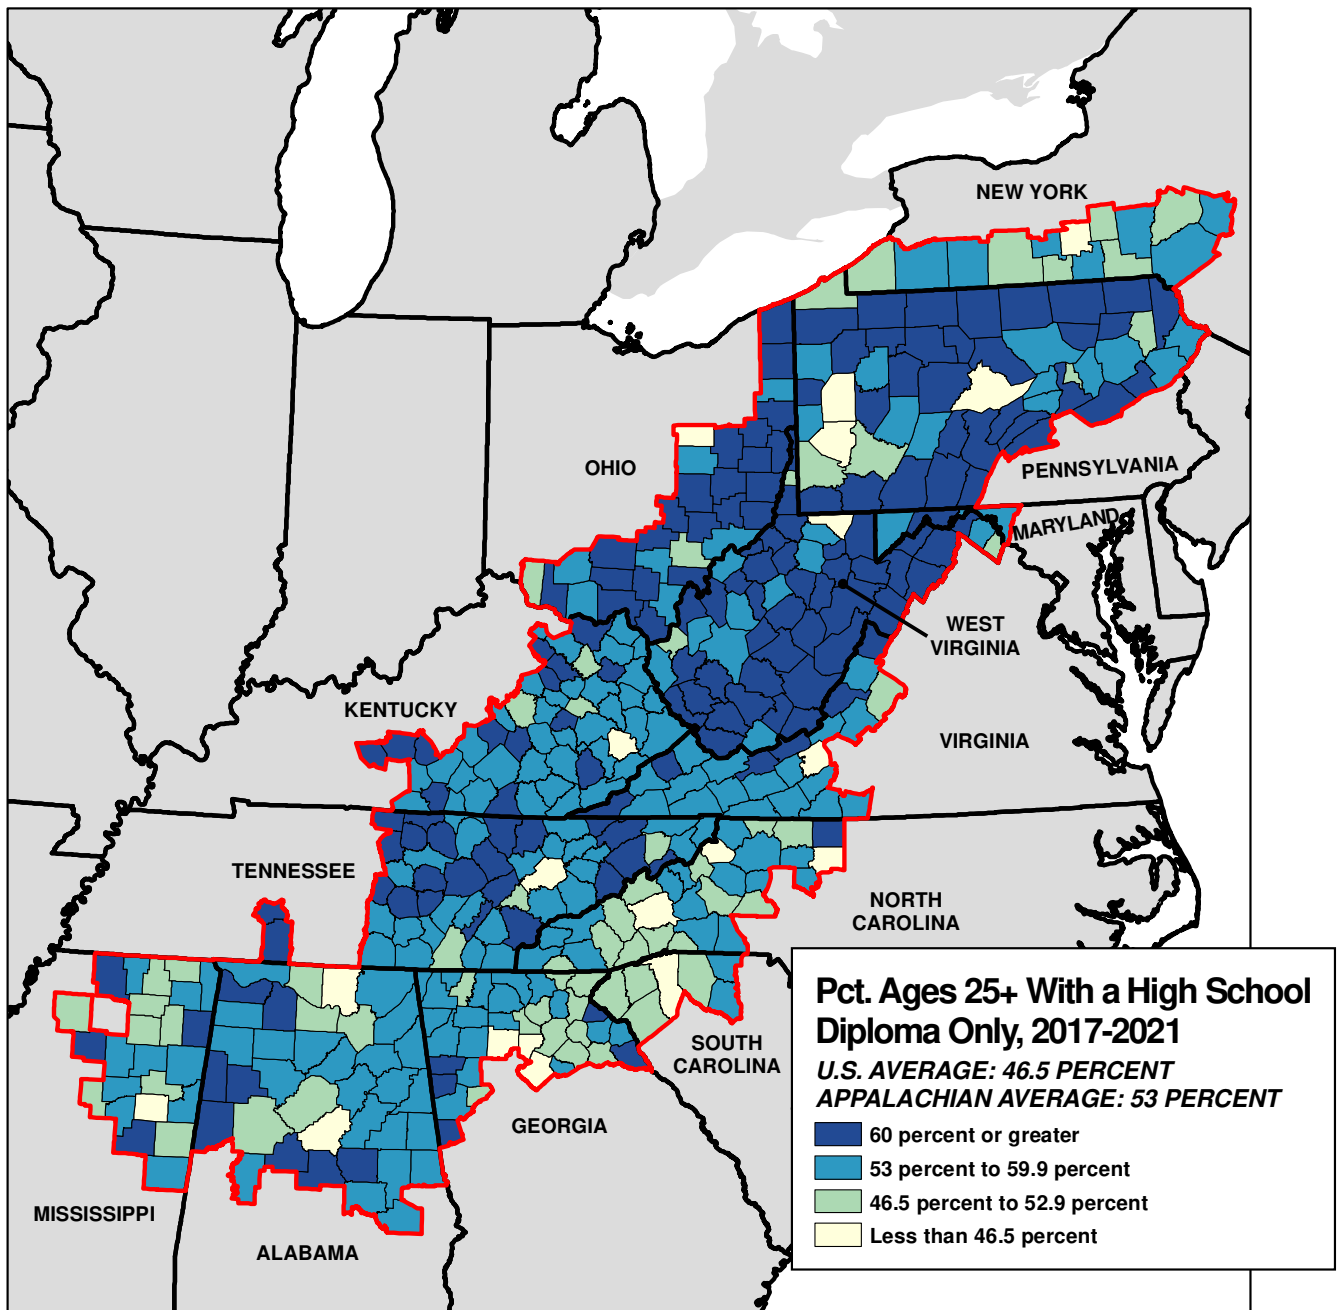 NEW YORK
OHIO
PENNSYLVANIA
MARYLAND
WEST
VIRGINIA
KENTUCKY
VIRGINIA
TENNESSEE
NORTH
CAROLINA
SOUTH
CAROLINA
GEORGIA
MISSISSIPPI
ALABAMA
Pct. Ages 25+ With a High School
Diploma Only, 2017-2021
U.S. AVERAGE: 46.5 PERCENT
APPALACHIAN AVERAGE: 53 PERCENT
60 percent or greater
53 percent to 59.9 percent
46.5 percent to 52.9 percent
Less than 46.5 percent